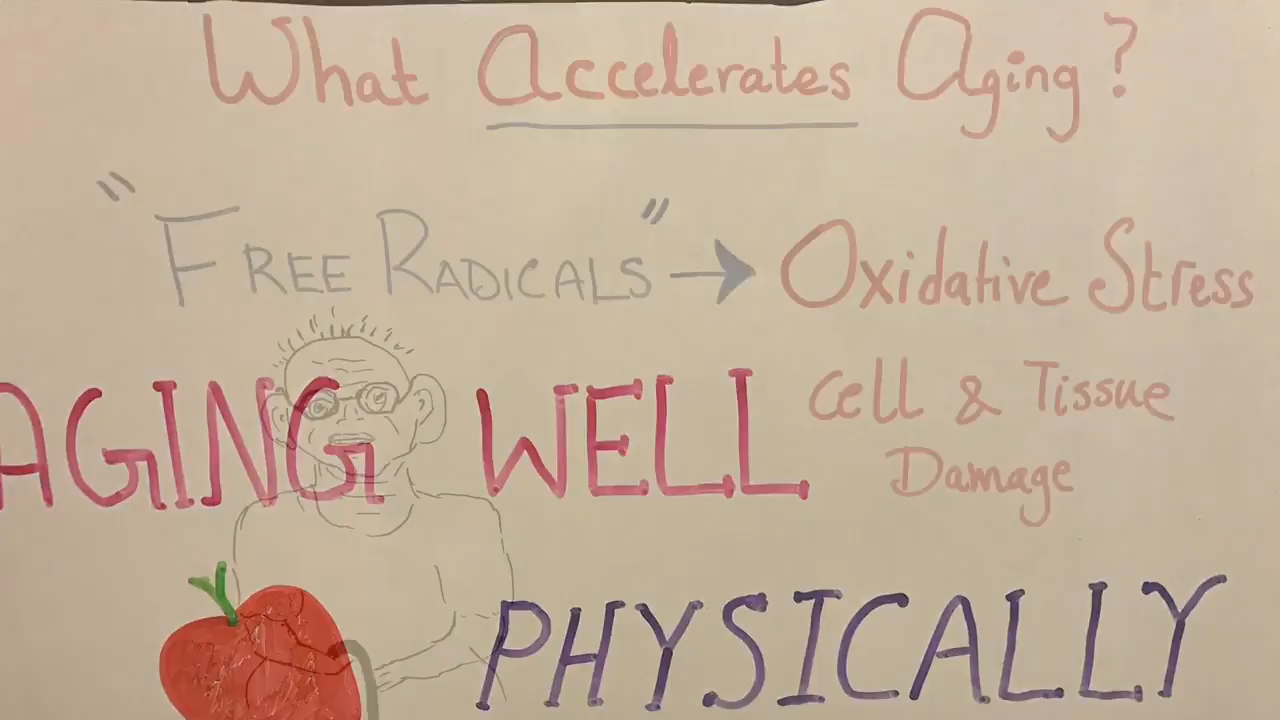 What Accelerates Aging?
"FREE RADICALS" → Oxidative Stress
Cell & Tissue
Damage
AGING WELL
PHYSICALLY